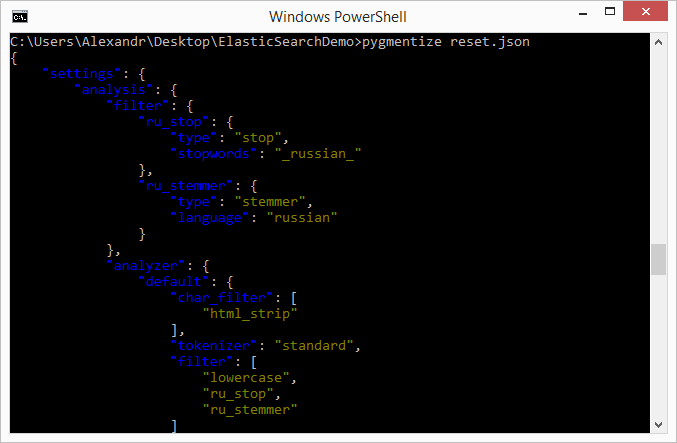 Windows PowerShell
C:\Users\Alexandr\Desktop\ElasticSearchDemo>pygmentize reset.json
{
    "settings": {
        "analysis": {
            "filter": {
                "ru_stop": {
                    "type": "stop",
                    "stopwords": "_russian_"
                },
                "ru_stemmer": {
                    "type": "stemmer",
                    "language": "russian"
                }
            },
            "analyzer": {
                "default": {
                    "char_filter": [
                        "html_strip"
                    ],
                    "tokenizer": "standard",
                    "filter": [
                        "lowercase",
                        "ru_stop",
                        "ru_stemmer"
                    ]